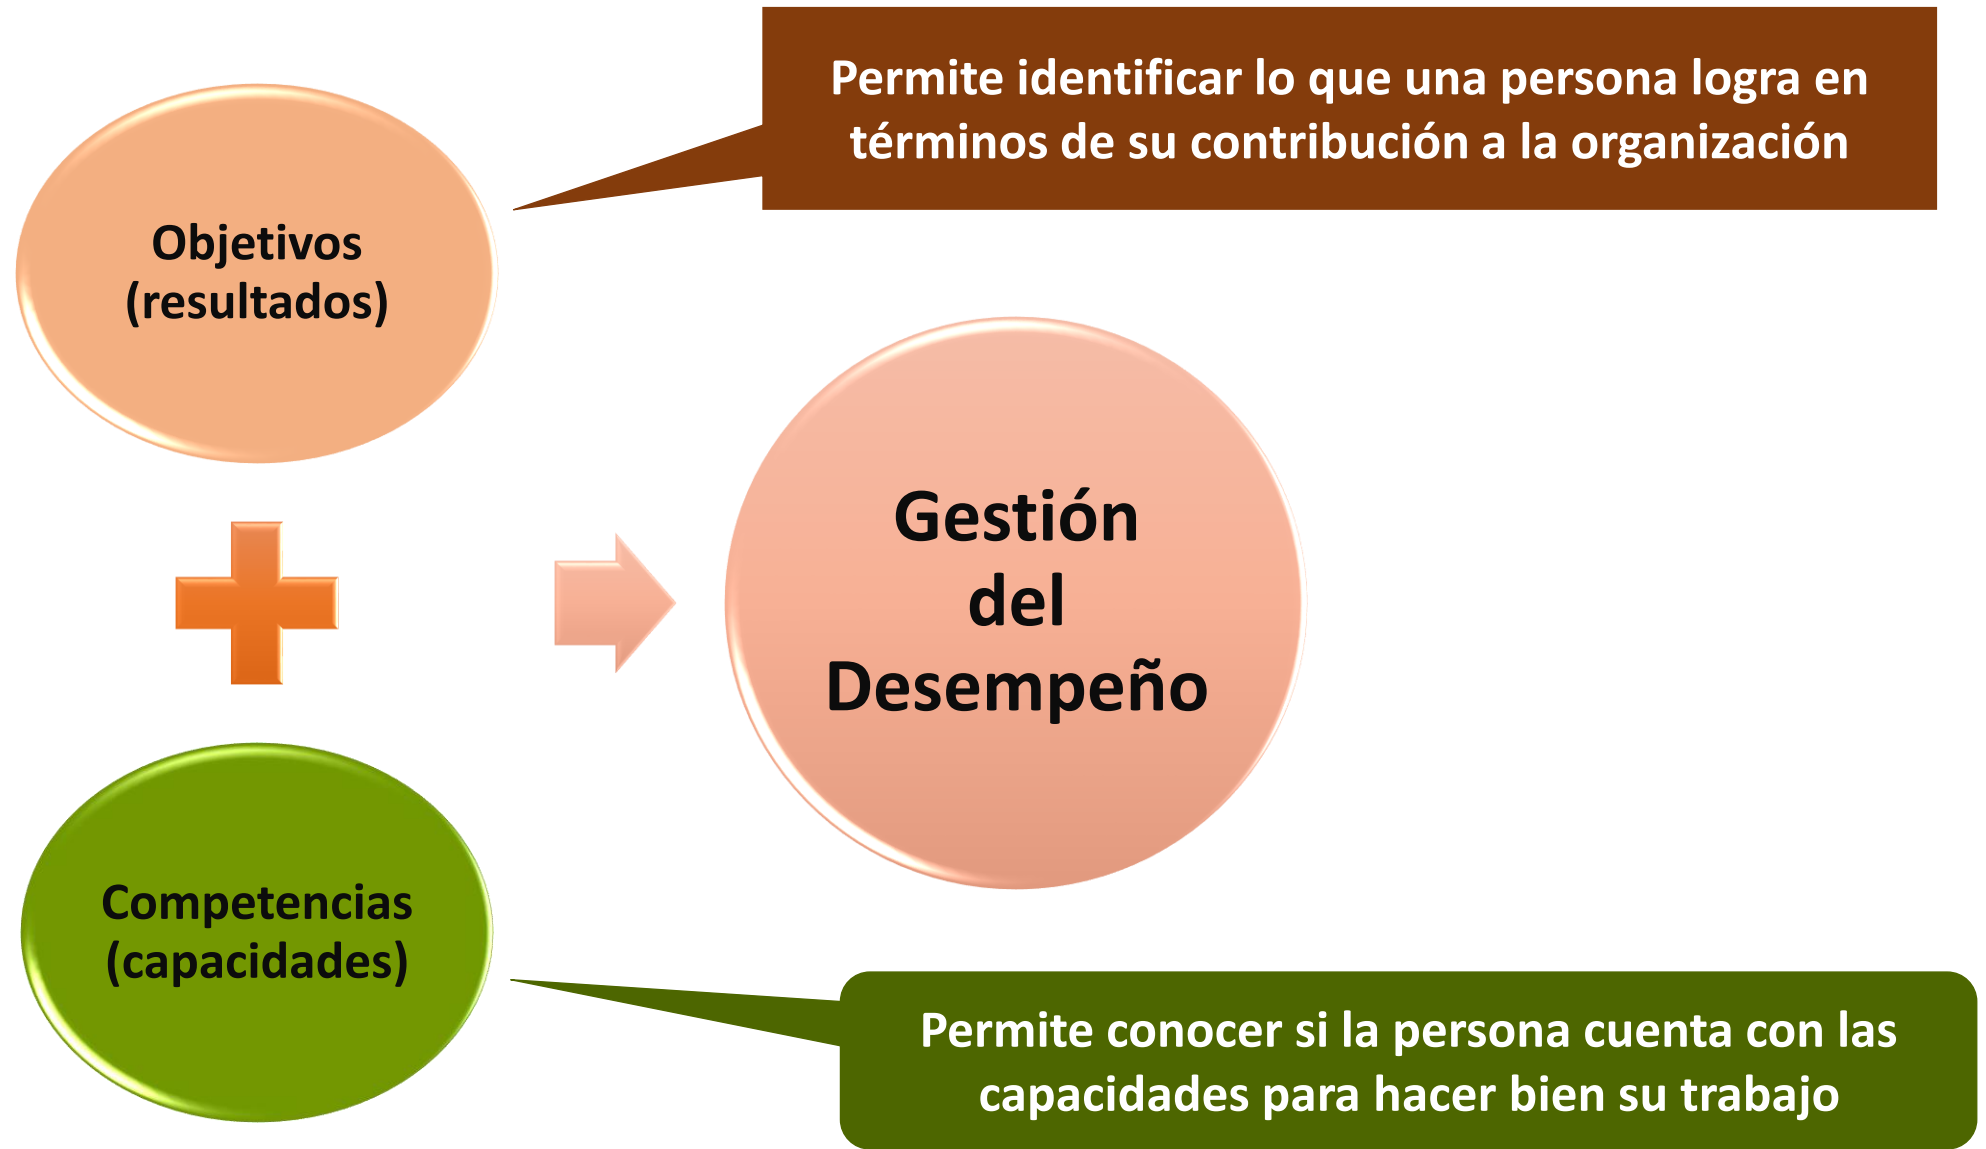 Permite identificar lo que una persona logra en
términos de su contribución a la organización
Objetivos
(resultados)
Gestión
del
Desempeño
Competencias
(capacidades)
Permite conocer si la persona cuenta con las
capacidades para hacer bien su trabajo